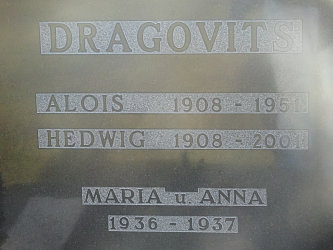 DRAGOVITS
ALOIS 1908 - 1951
HEDWIG 1908 - 2001
MARIA u. ANNA
1936 - 1937